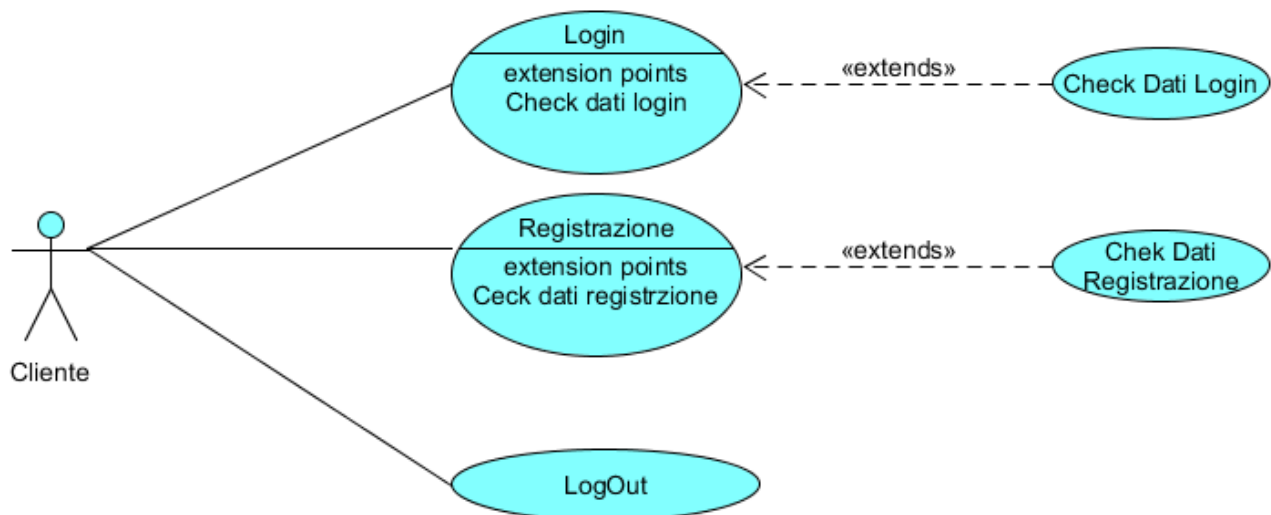 Login
extension points
Check dati login
«extends»
Check Dati Login
Registrazione
extension points
Ceck dati registrzione
«extends»
Chek Dati
Registrazione
Cliente
LogOut